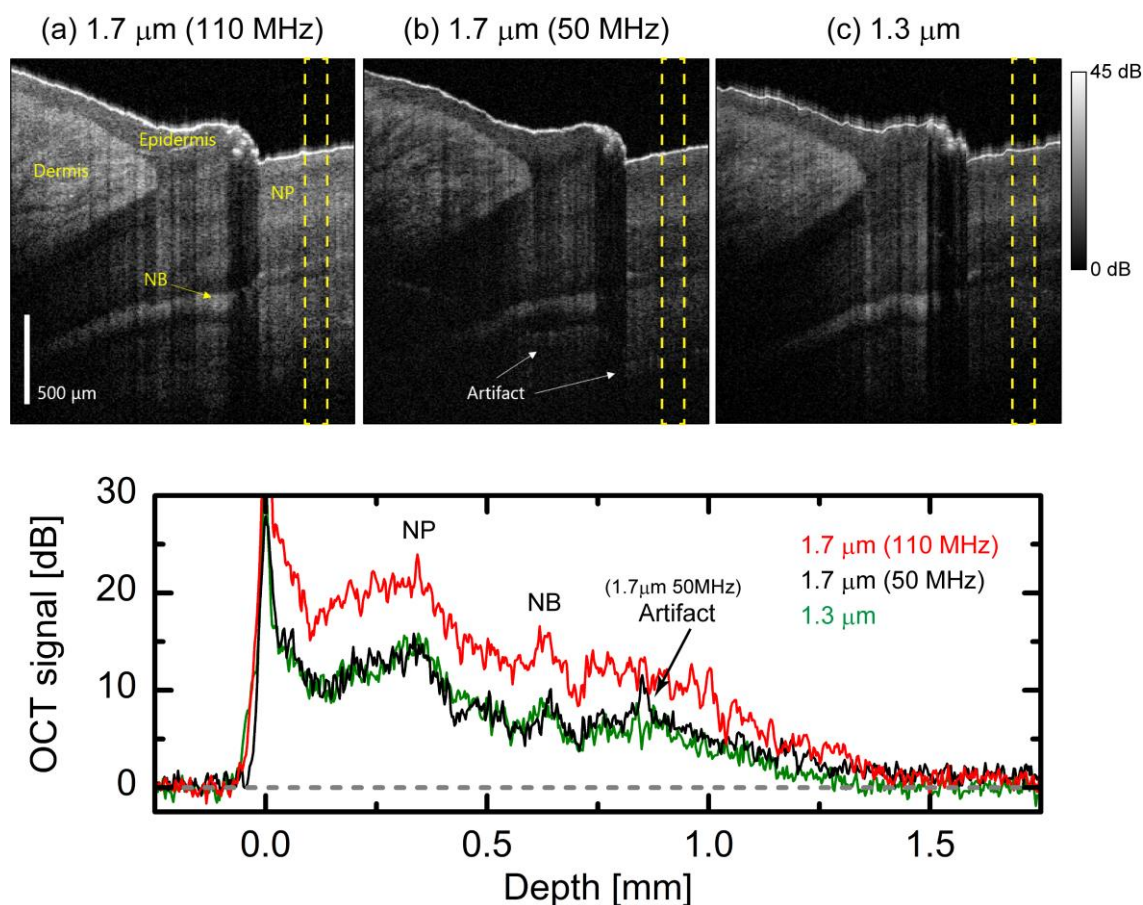 (a) 1.7 μm (110 MHz)
(b) 1.7 μm (50 MHz)
(c) 1.3 μm
Epidermis
Dermis
NP
NB
500 μm
Artifact
45 dB
0 dB
OCT signal [dB]
30
20
10
0
NP
NB
(1.7μm 50MHz)
Artifact
1.7 μm (110 MHz)
1.7 μm (50 MHz)
1.3 μm
0.0 0.5 1.0 1.5
Depth [mm]